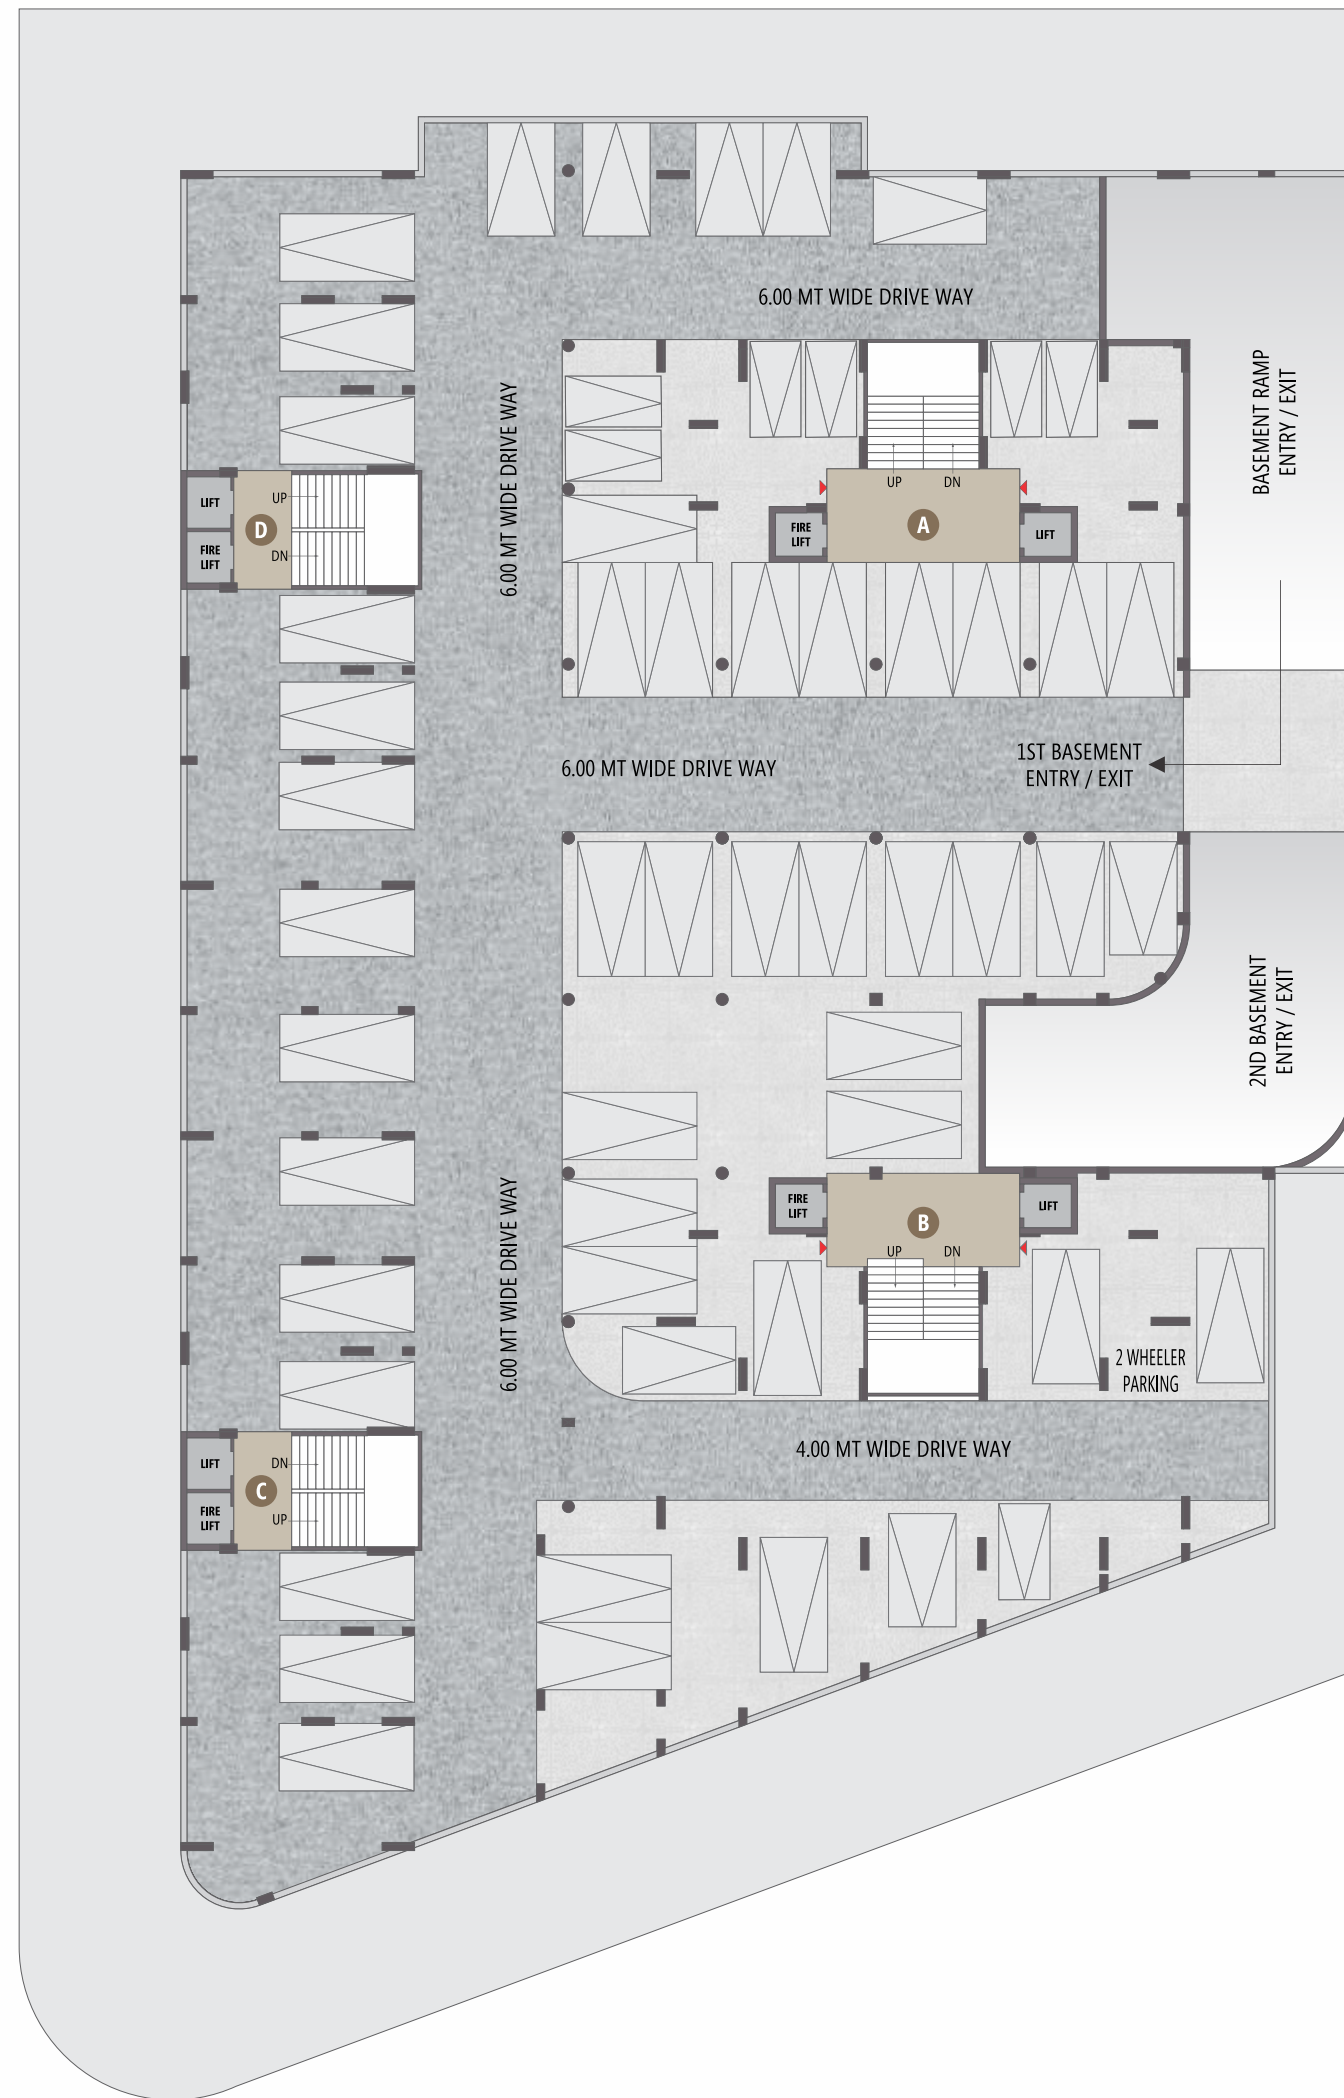 6.00 MT WIDE DRIVE WAY
6.00 MT WIDE DRIVE WAY
BASEMENT RAMP
ENTRY / EXIT
LIFT
FIRE
LIFT
UP
D
DN
UP
DN
FIRE
LIFT
A
LIFT
6.00 MT WIDE DRIVE WAY
1ST BASEMENT
ENTRY / EXIT
2ND BASEMENT
ENTRY / EXIT
6.00 MT WIDE DRIVE WAY
FIRE
LIFT
B
LIFT
UP
DN
2 WHEELER
PARKING
4.00 MT WIDE DRIVE WAY
LIFT
FIRE
LIFT
DN
C
UP